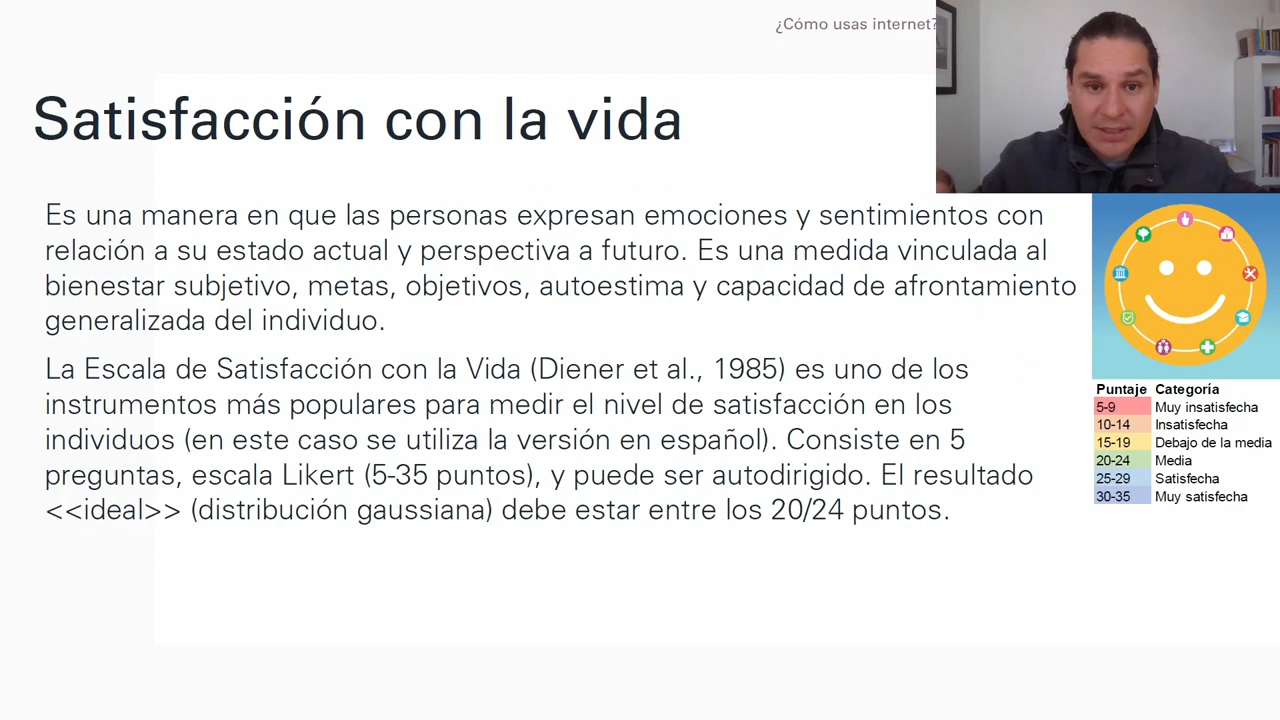 ¿Cómo usas internet?
Satisfacción con la vida
Es una manera en que las personas expresan emociones y sentimientos con
relación a su estado actual y perspectiva a futuro. Es una medida vinculada al
bienestar subjetivo, metas, objetivos, autoestima y capacidad de afrontamiento
generalizada del individuo.
La Escala de Satisfacción con la Vida (Diener et al., 1985) es uno de los
instrumentos más populares para medir el nivel de satisfacción en los
individuos (en este caso se utiliza la versión en español). Consiste en 5
preguntas, escala Likert (5-35 puntos), y puede ser autodirigido. El resultado
<<ideal>> (distribución gaussiana) debe estar entre los 20/24 puntos.
Puntaje Categoría
5-9 Muy insatisfecha
10-14 Insatisfecha
15-19 Debajo de la media
20-24 Media
25-29 Satisfecha
30-35 Muy satisfecha